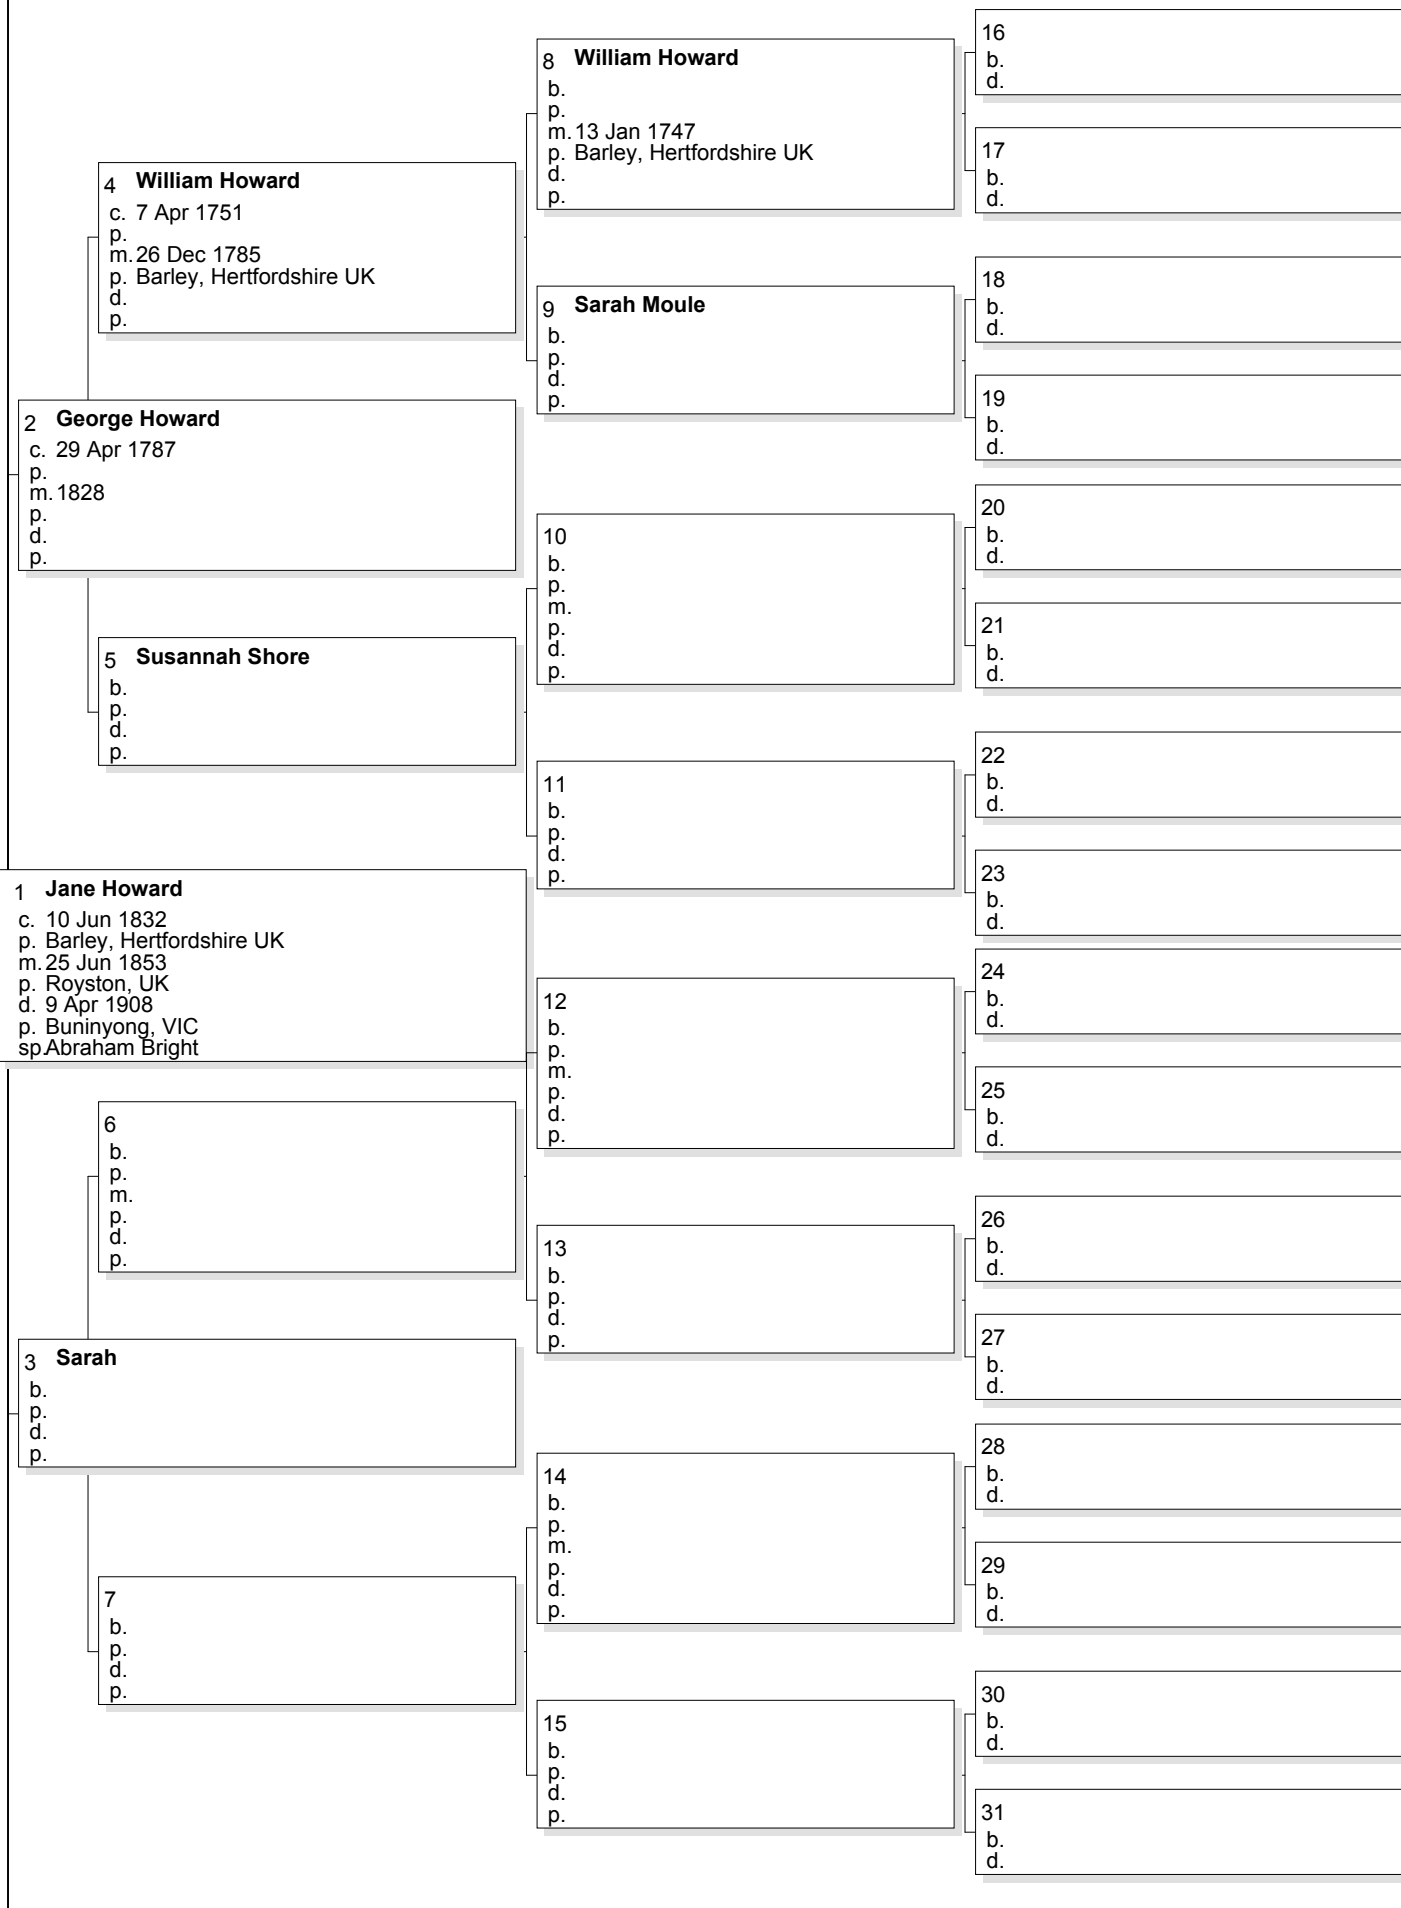 16
b.
d.
8 William Howard
b.
p.
m. 13 Jan 1747
p. Barley, Hertfordshire UK
d.
p.
17
b.
d.
4 William Howard
c. 7 Apr 1751
p.
m. 26 Dec 1785
p. Barley, Hertfordshire UK
d.
p.
18
b.
d.
9 Sarah Moule
b.
p.
d.
p.
19
b.
d.
2 George Howard
c. 29 Apr 1787
p.
m. 1828
p.
d.
p.
20
b.
d.
10
b.
p.
m.
p.
d.
p.
21
b.
d.
5 Susannah Shore
b.
p.
d.
p.
22
b.
d.
11
b.
p.
d.
p.
23
b.
d.
1 Jane Howard
c. 10 Jun 1832
p. Barley, Hertfordshire UK
m. 25 Jun 1853
p. Royston, UK
d. 9 Apr 1908
p. Buninyong, VIC
sp. Abraham Bright
24
b.
d.
12
b.
p.
m.
p.
d.
p.
25
b.
d.
6
b.
p.
m.
p.
d.
p.
26
b.
d.
13
b.
p.
d.
p.
27
b.
d.
3 Sarah
b.
p.
d.
p.
28
b.
d.
14
b.
p.
m.
p.
d.
p.
29
b.
d.
7
b.
p.
d.
p.
30
b.
d.
15
b.
p.
d.
p.
31
b.
d.